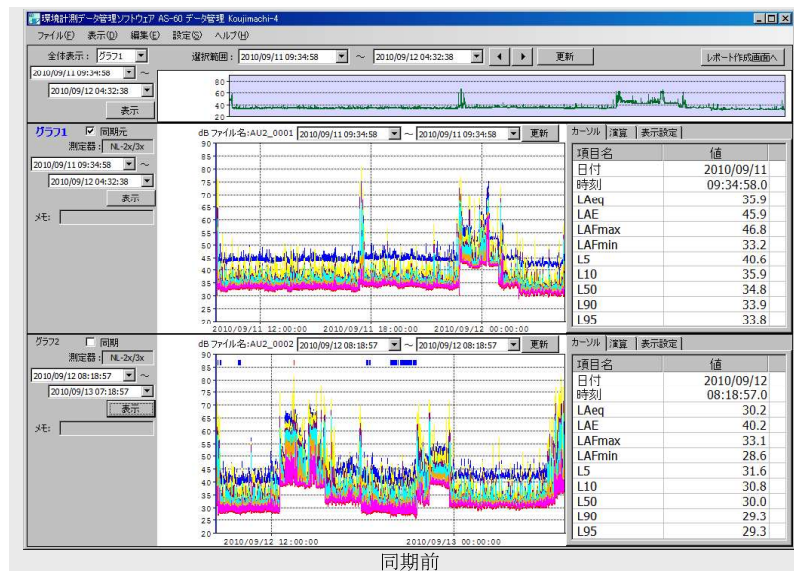 環境計測データ管理ソフトウェア AS-60 データ管理 Koujimachi-4
ファイル(F) 表示(D) 編集(E) 設定(S) ヘルプ(H)
全体表示: グラフ1 選択範囲: 2010/09/11 09:34:58 ～ 2010/09/12 04:32:38 更新 レポート作成画面へ
2010/09/11 09:34:58 ～
2010/09/12 04:32:38
表示
80
60
40
20
グラフ1 同期元
測定器: NL-2x/3x
2010/09/11 09:34:58 ～
2010/09/12 04:32:38
表示
メモ:
dB ファイル名:AU2_0001 2010/09/11 09:34:58 ～ 2010/09/12 04:32:38 更新
90
85
80
75
70
65
60
55
50
45
40
35
30
25
20
2010/09/11 12:00:00 2010/09/11 18:00:00 2010/09/12 00:00:00
カーソル 演算 表示設定
項目名 値
日付 2010/09/11
時刻 09:34:58.0
LAeq 35.9
LAE 45.9
LAFmax 46.8
LAFmin 33.2
L5 40.6
L10 35.9
L50 34.8
L90 33.9
L95 33.8
グラフ2 同期
測定器: NL-2x/3x
2010/09/12 08:18:57 ～
2010/09/13 07:18:57
表示
メモ:
dB ファイル名:AU2_0002 2010/09/12 08:18:57 ～ 2010/09/12 08:18:57 更新
90
85
80
75
70
65
60
55
50
45
40
35
30
25
20
2010/09/12 12:00:00 2010/09/13 00:00:00
カーソル 演算 表示設定
項目名 値
日付 2010/09/12
時刻 08:18:57.0
LAeq 30.2
LAE 40.2
LAFmax 33.1
LAFmin 28.6
L5 31.6
L10 30.8
L50 30.0
L90 29.3
L95 29.3
同期前